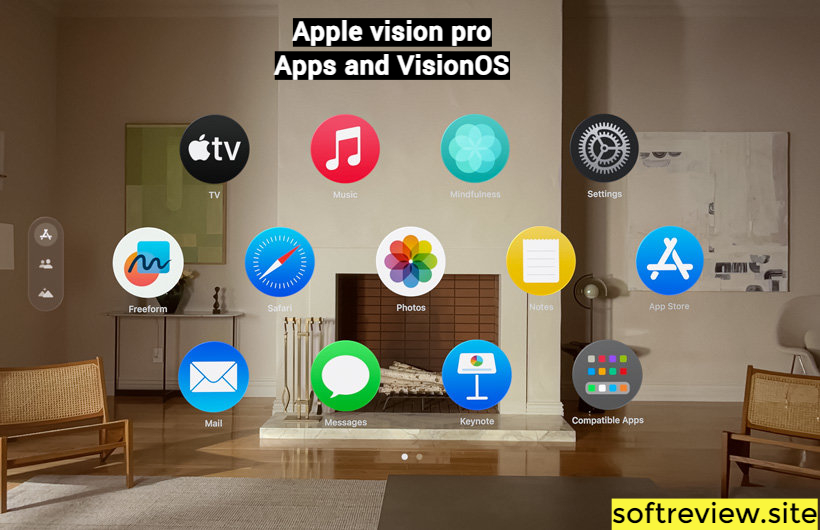 Apple vision pro
Apps and VisionOS
tv
TV
Music
Mindfulness
Settings
Freeform
Safari
Photos
Notes
App Store
Mail
Messages
Keynote
Compatible Apps
softreview.site